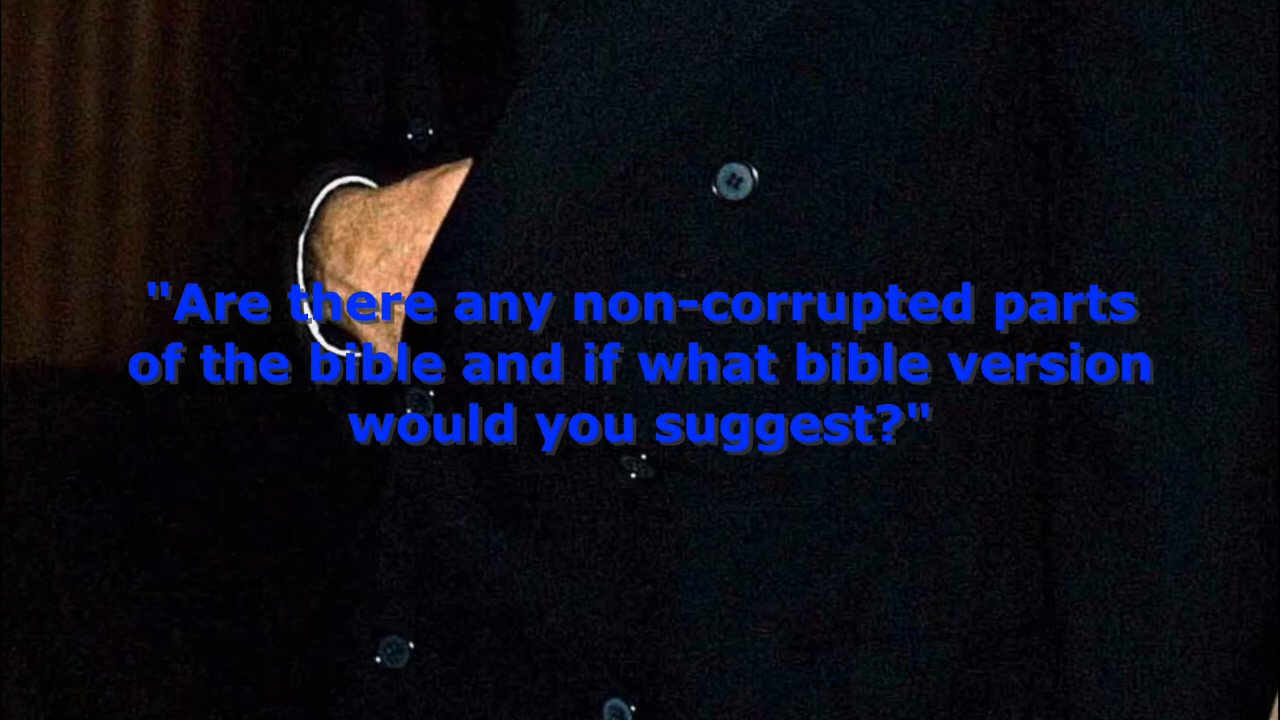 "Are there any non-corrupted parts
of the bible and if what bible version
would you suggest?"